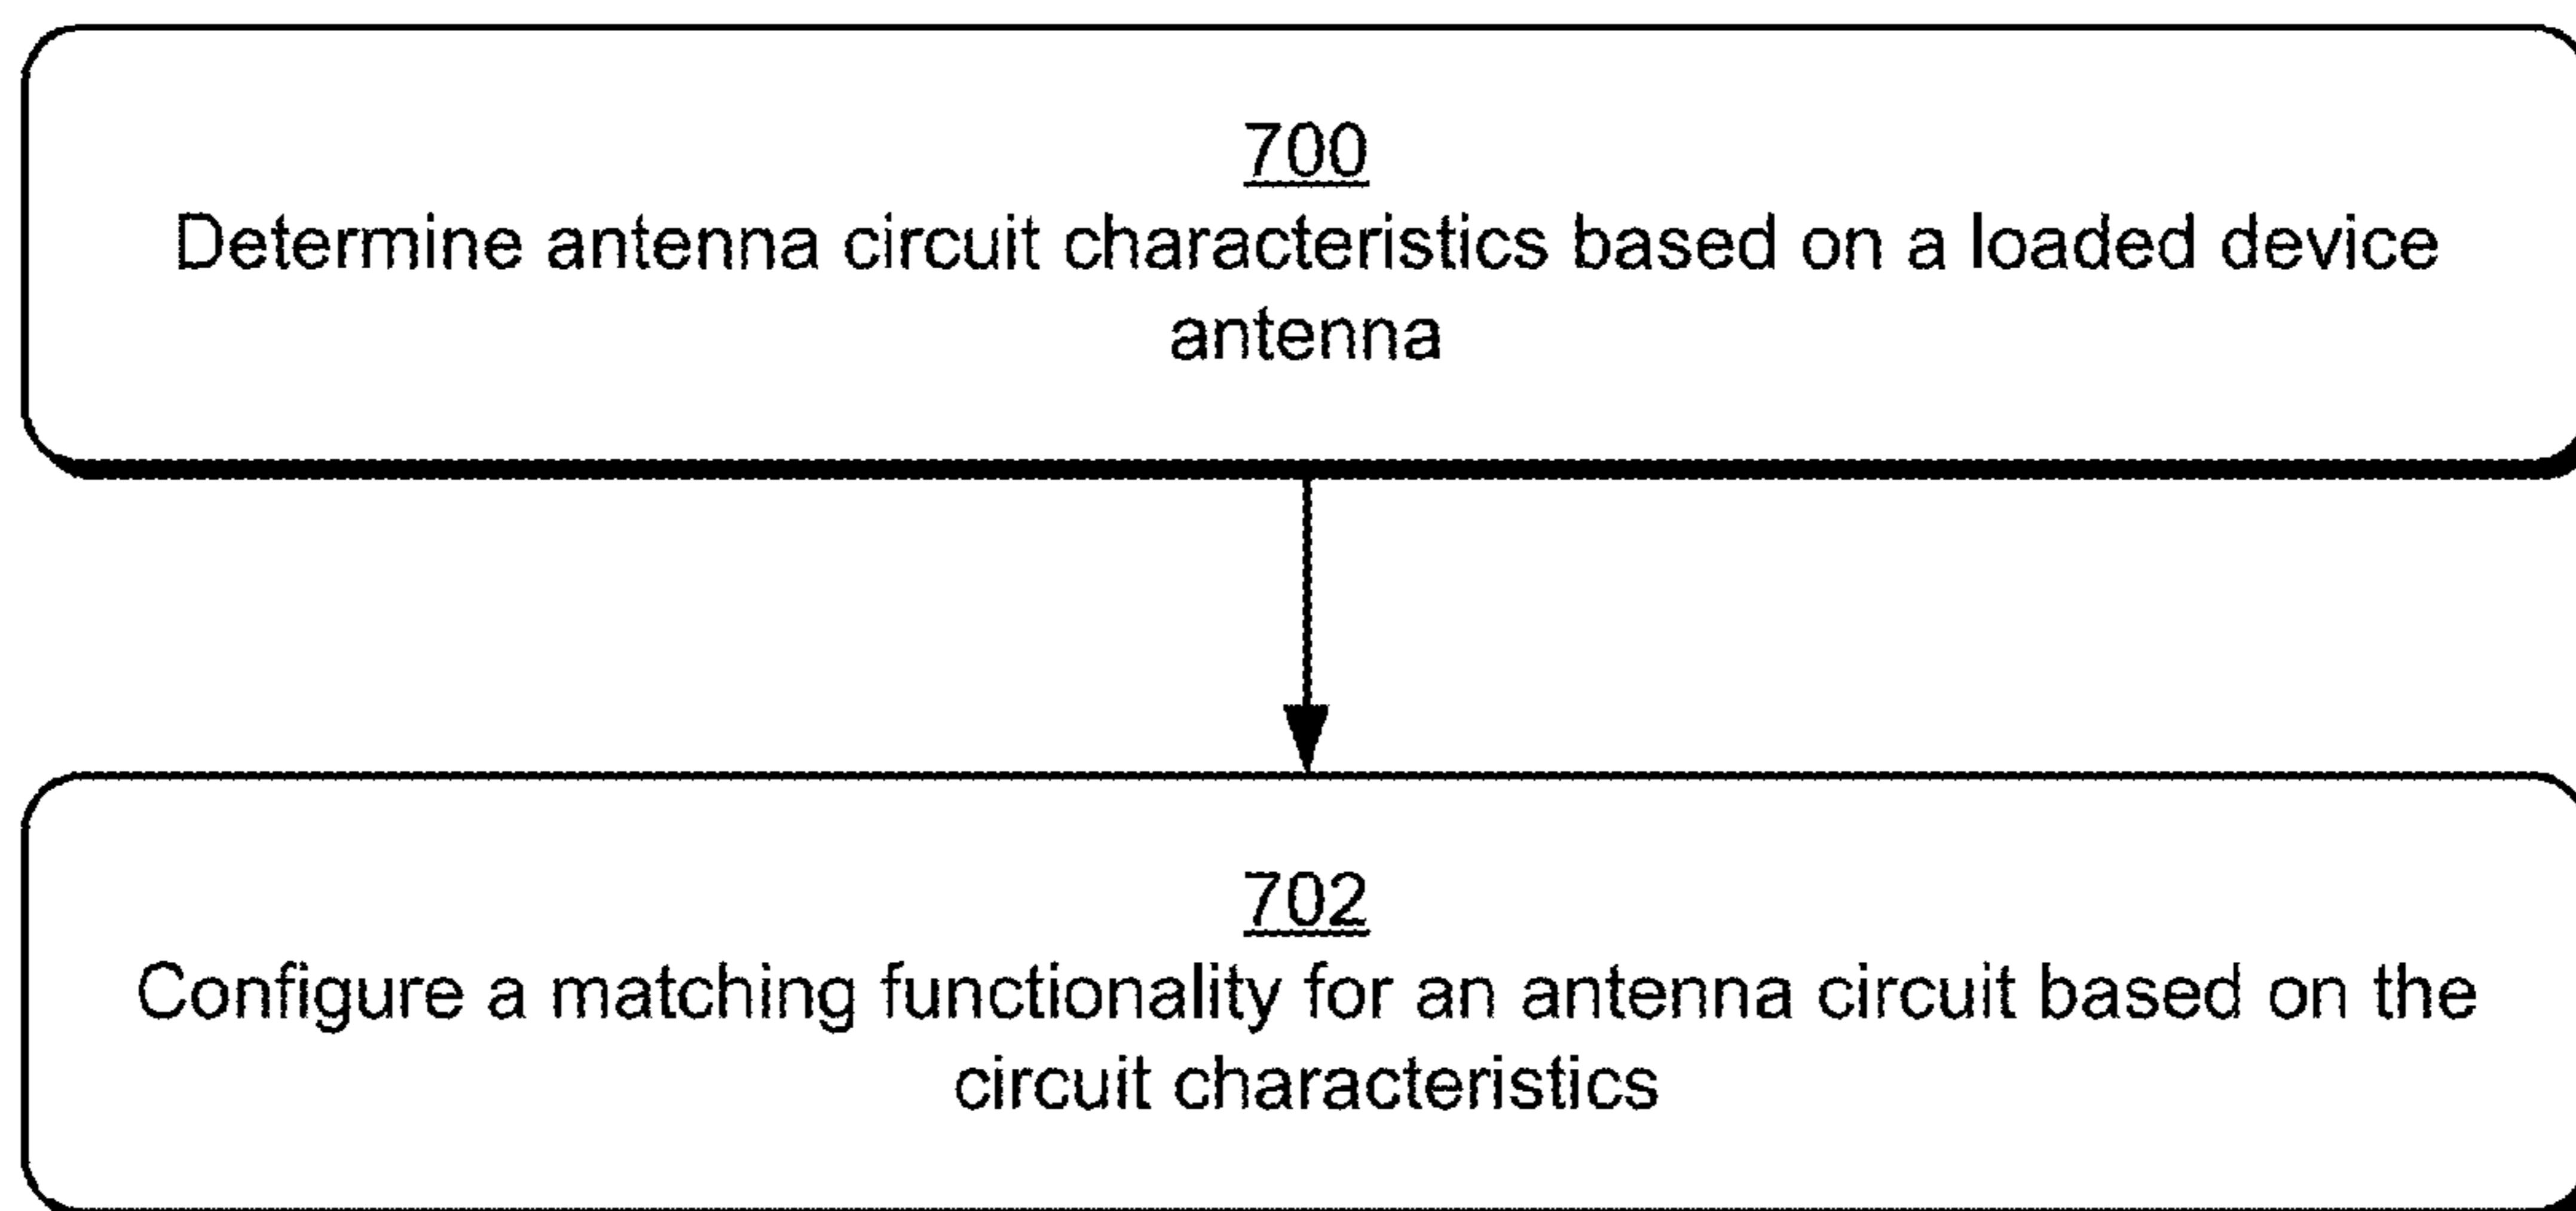 700
Determine antenna circuit characteristics based on a loaded device
antenna
702
Configure a matching functionality for an antenna circuit based on the
circuit characteristics